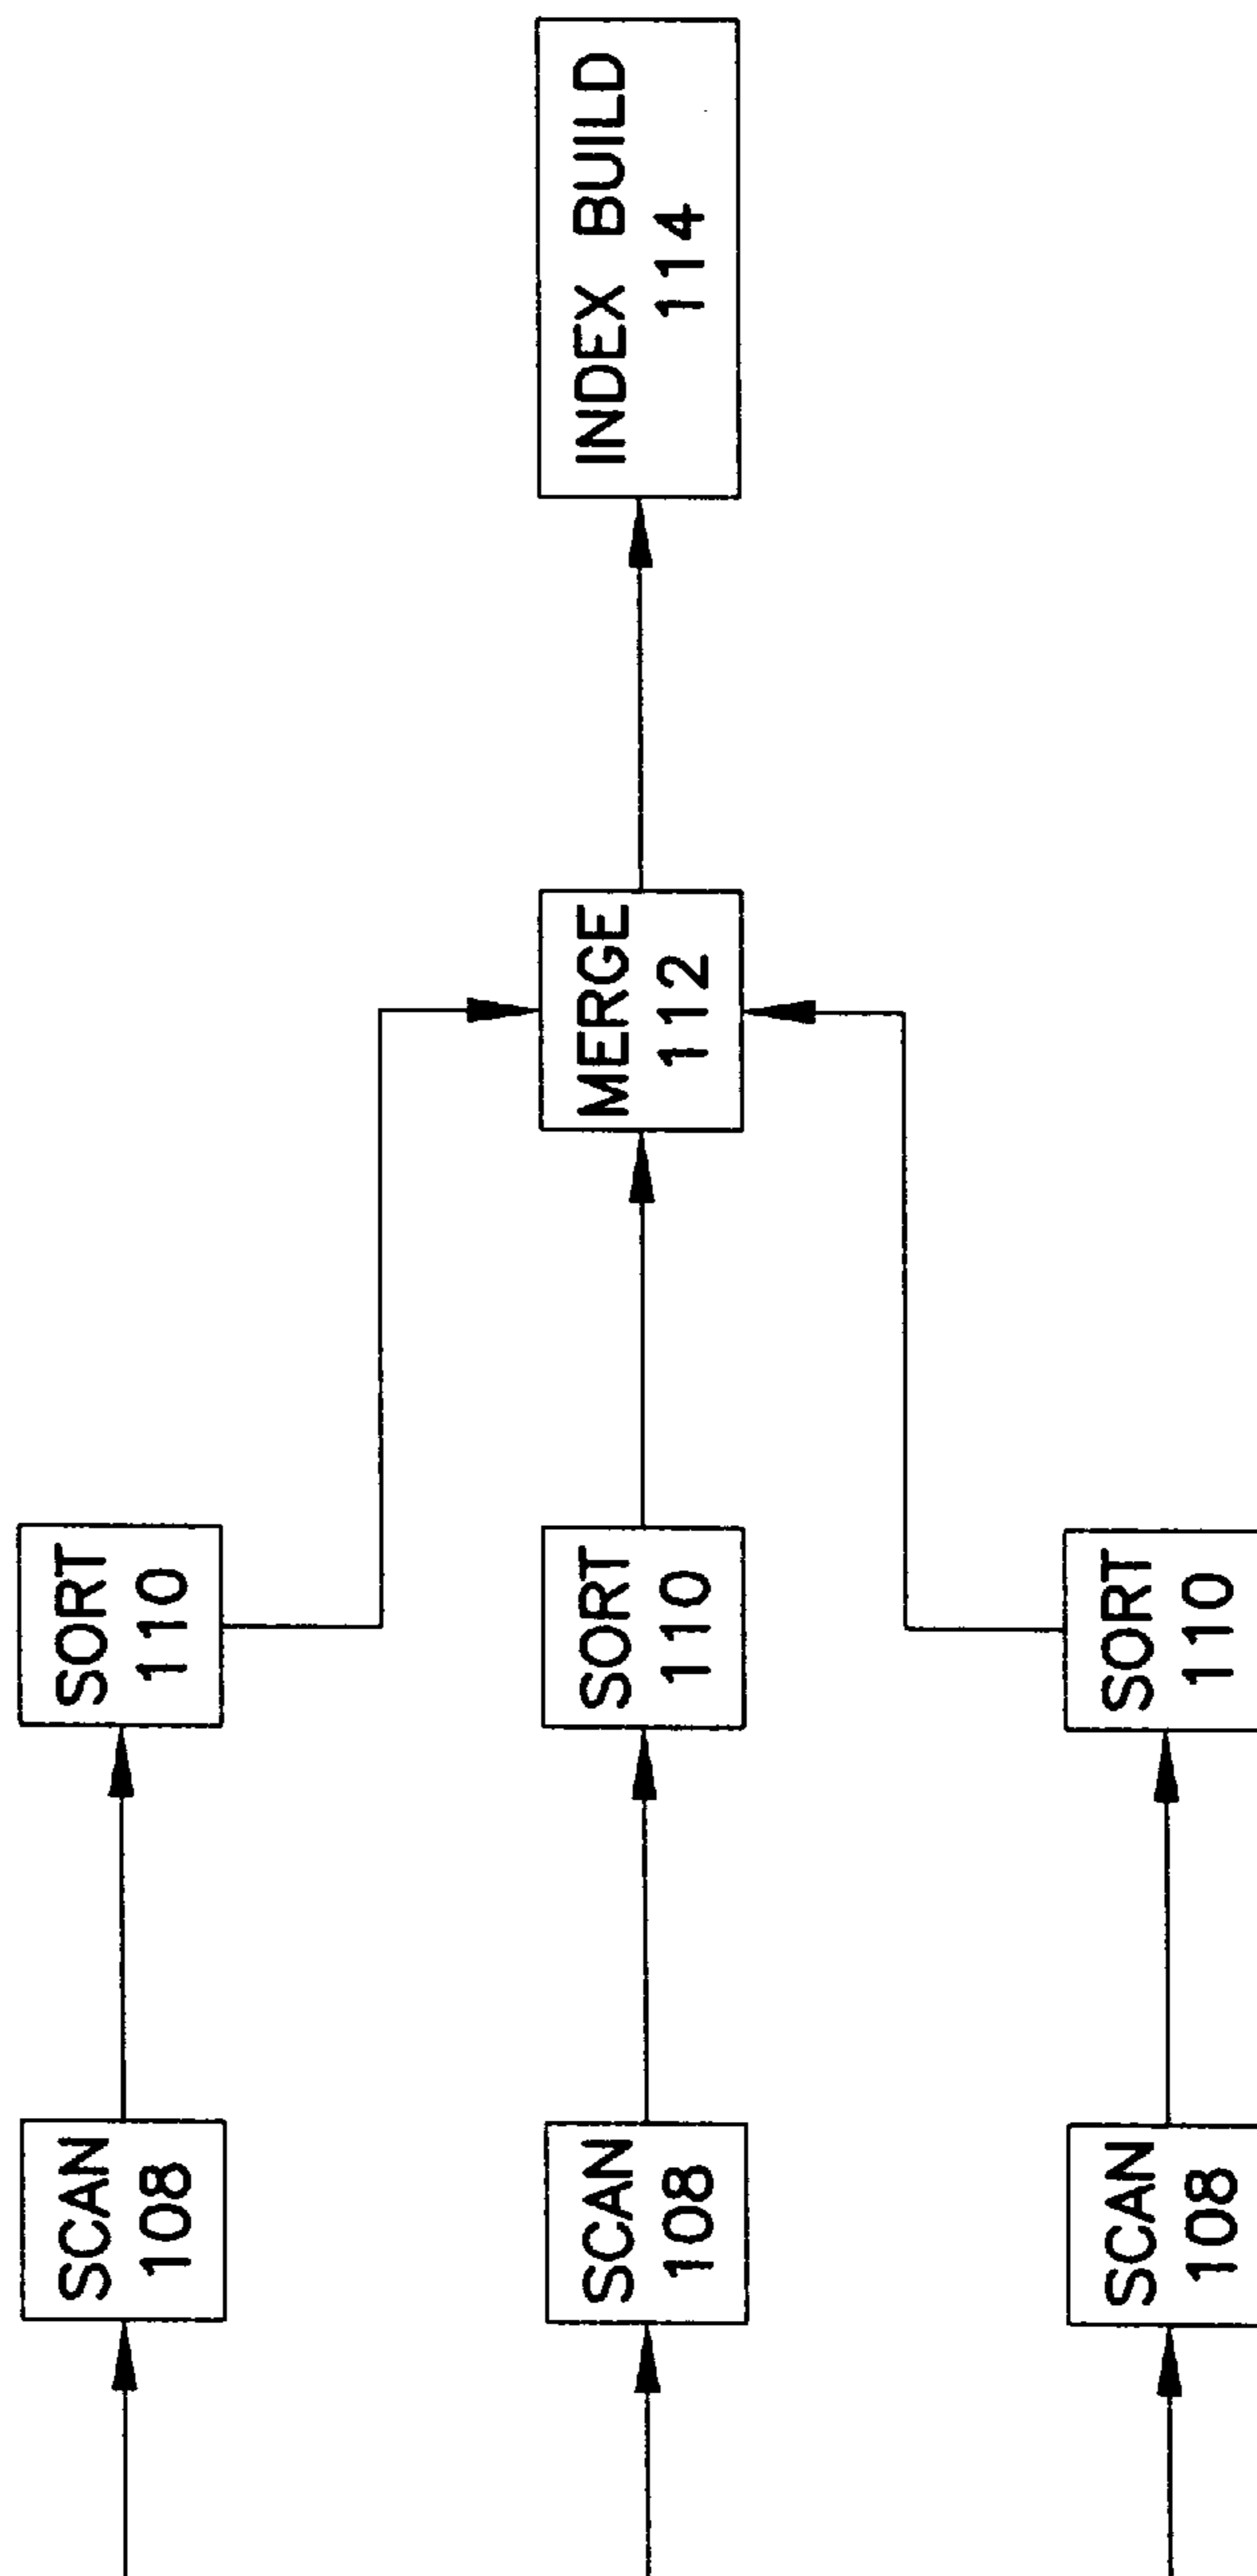 SCAN
108
SORT
110
SCAN
108
SORT
110
MERGE
112
INDEX BUILD
114
SCAN
108
SORT
110